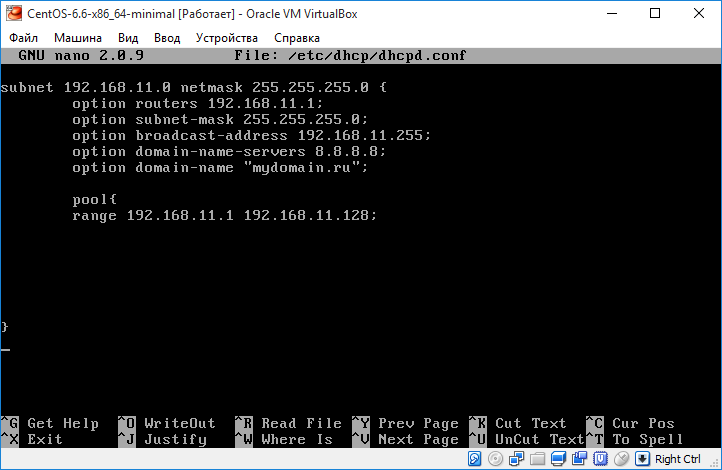 CentOS-6.6-x86_64-minimal [Работает] - Oracle VM VirtualBox
Файл Машина Вид Ввод Устройства Справка
GNU nano 2.0.9 File: /etc/dhcp/dhcpd.conf
subnet 192.168.11.0 netmask 255.255.255.0 {
option routers 192.168.11.1;
option subnet-mask 255.255.255.0;
option broadcast-address 192.168.11.255;
option domain-name-servers 8.8.8.8;
option domain-name "mydomain.ru";
pool{
range 192.168.11.1 192.168.11.128;
}
^G Get Help ^O WriteOut ^R Read File ^Y Prev Page ^K Cut Text ^C Cur Pos
^X Exit ^J Justify ^W Where Is ^V Next Page ^U UnCut Text ^T To Spell
Right Ctrl